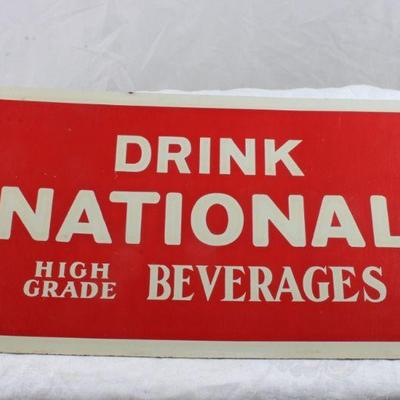 DRINK
NATIONAL
HIGH GRADE BEVERAGES